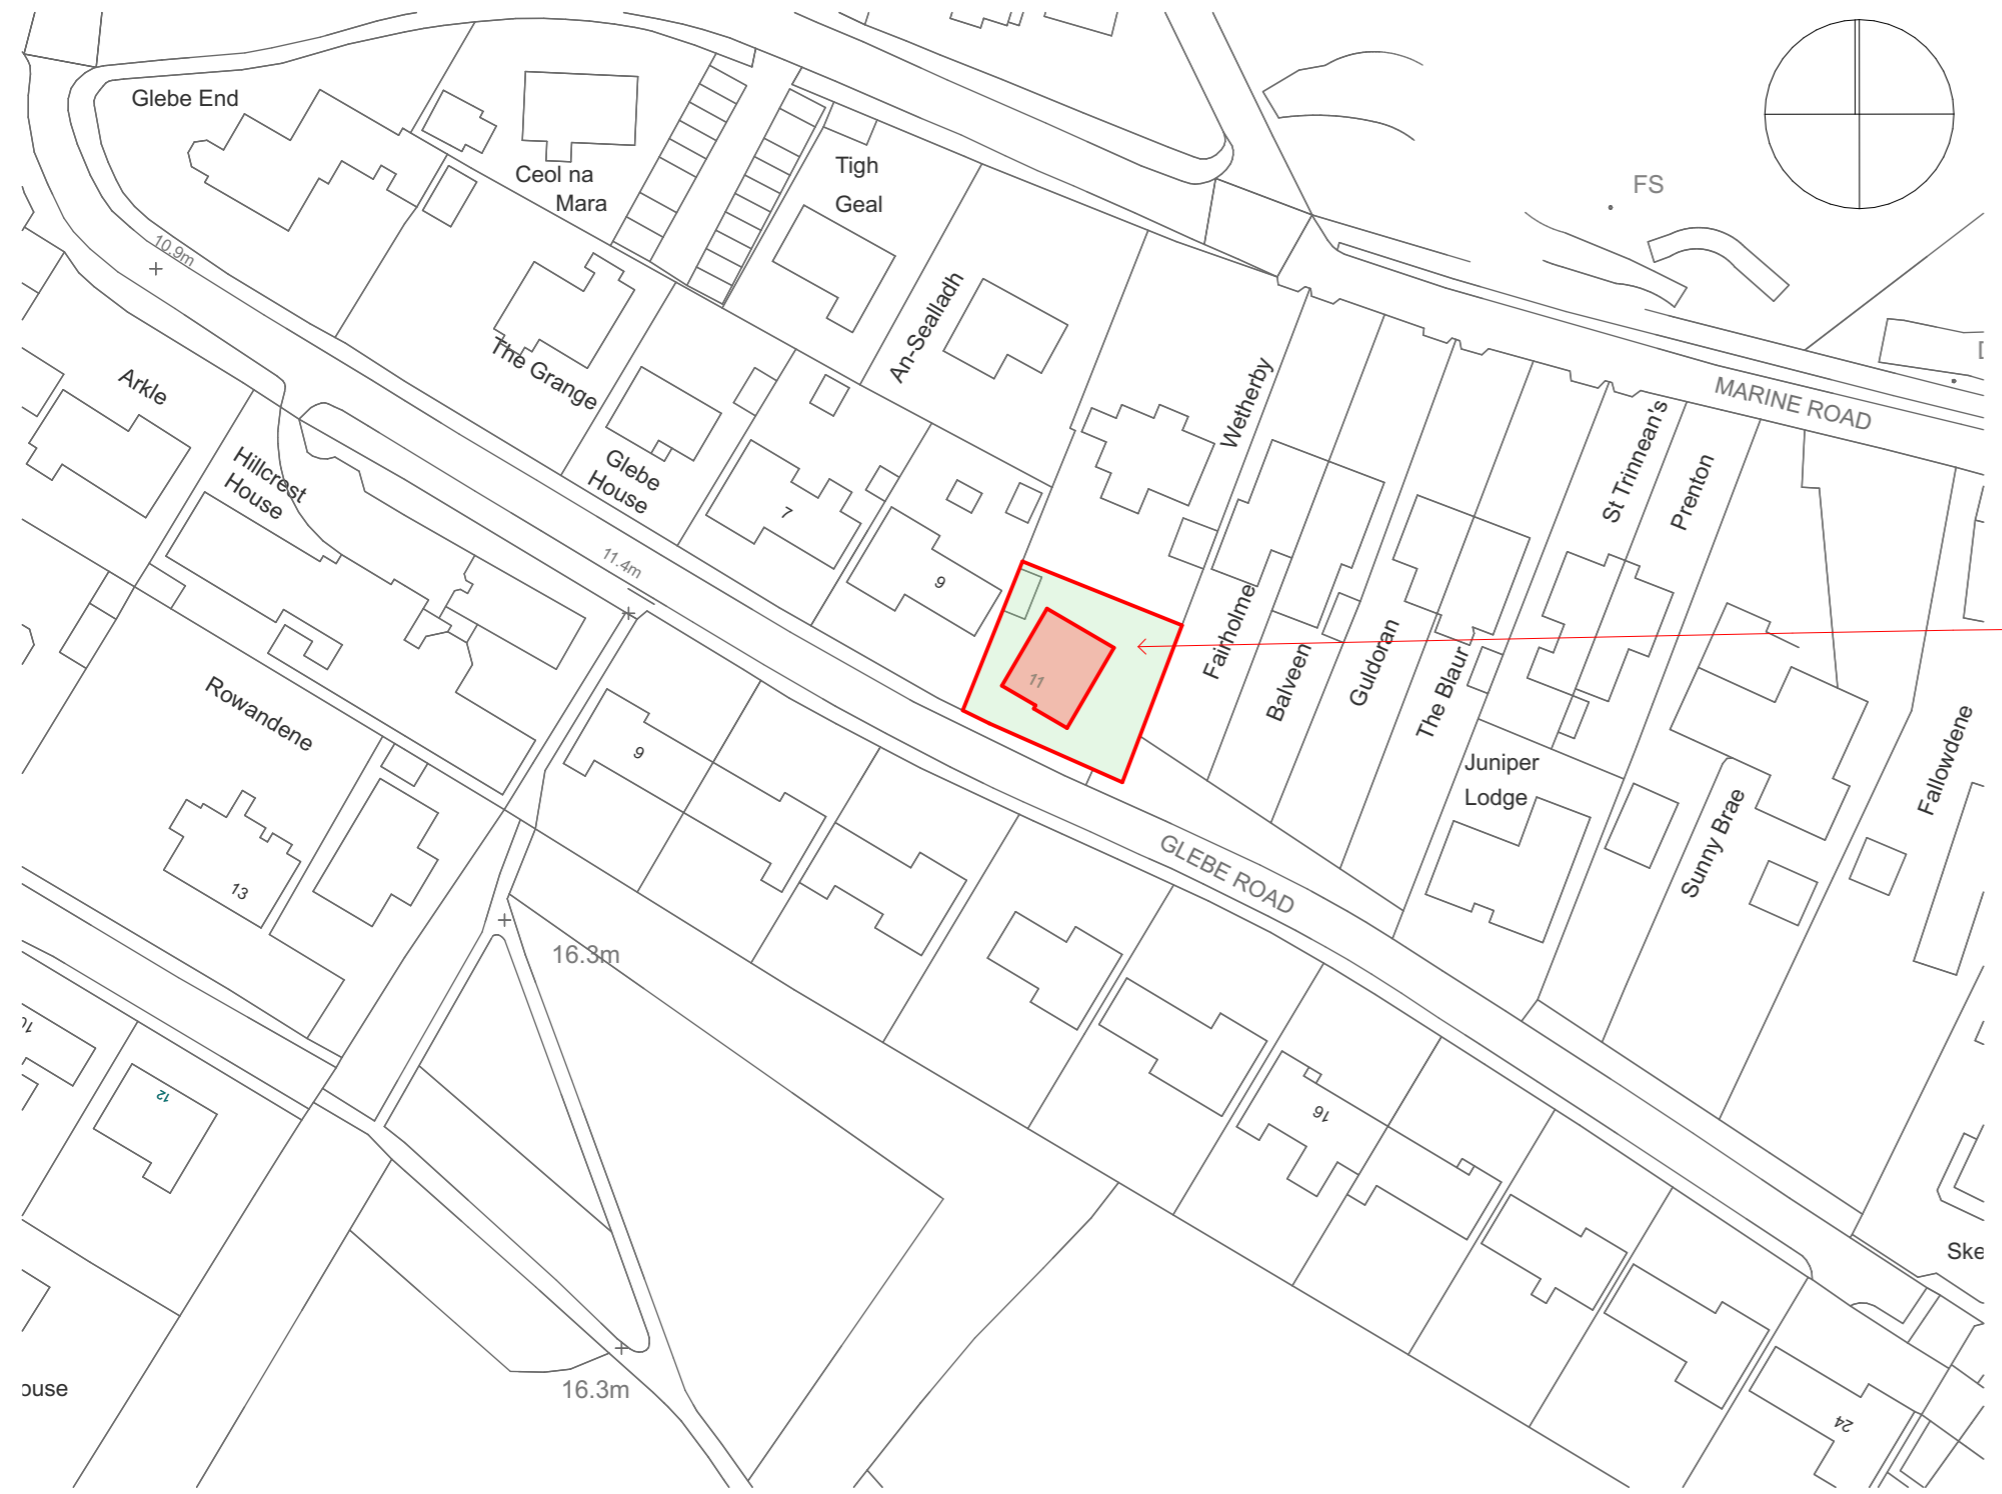 Glebe End
Ceol na
Mara
Tigh
Geal
FS
10.9m
An-Sealladh
The Grange
Arkle
Wetherby
MARINE ROAD
St Trinnean's
Prenton
Hillcrest
House
Glebe
House
7
9
11.4m
11
Fairholme
Balveen
Guldoran
The Blaur
Rowandene
9
Juniper
Lodge
Fallowdene
Sunny Brae
GLEBE ROAD
13
16.3m
10
12
16
Ske
16.3m
ouse
24